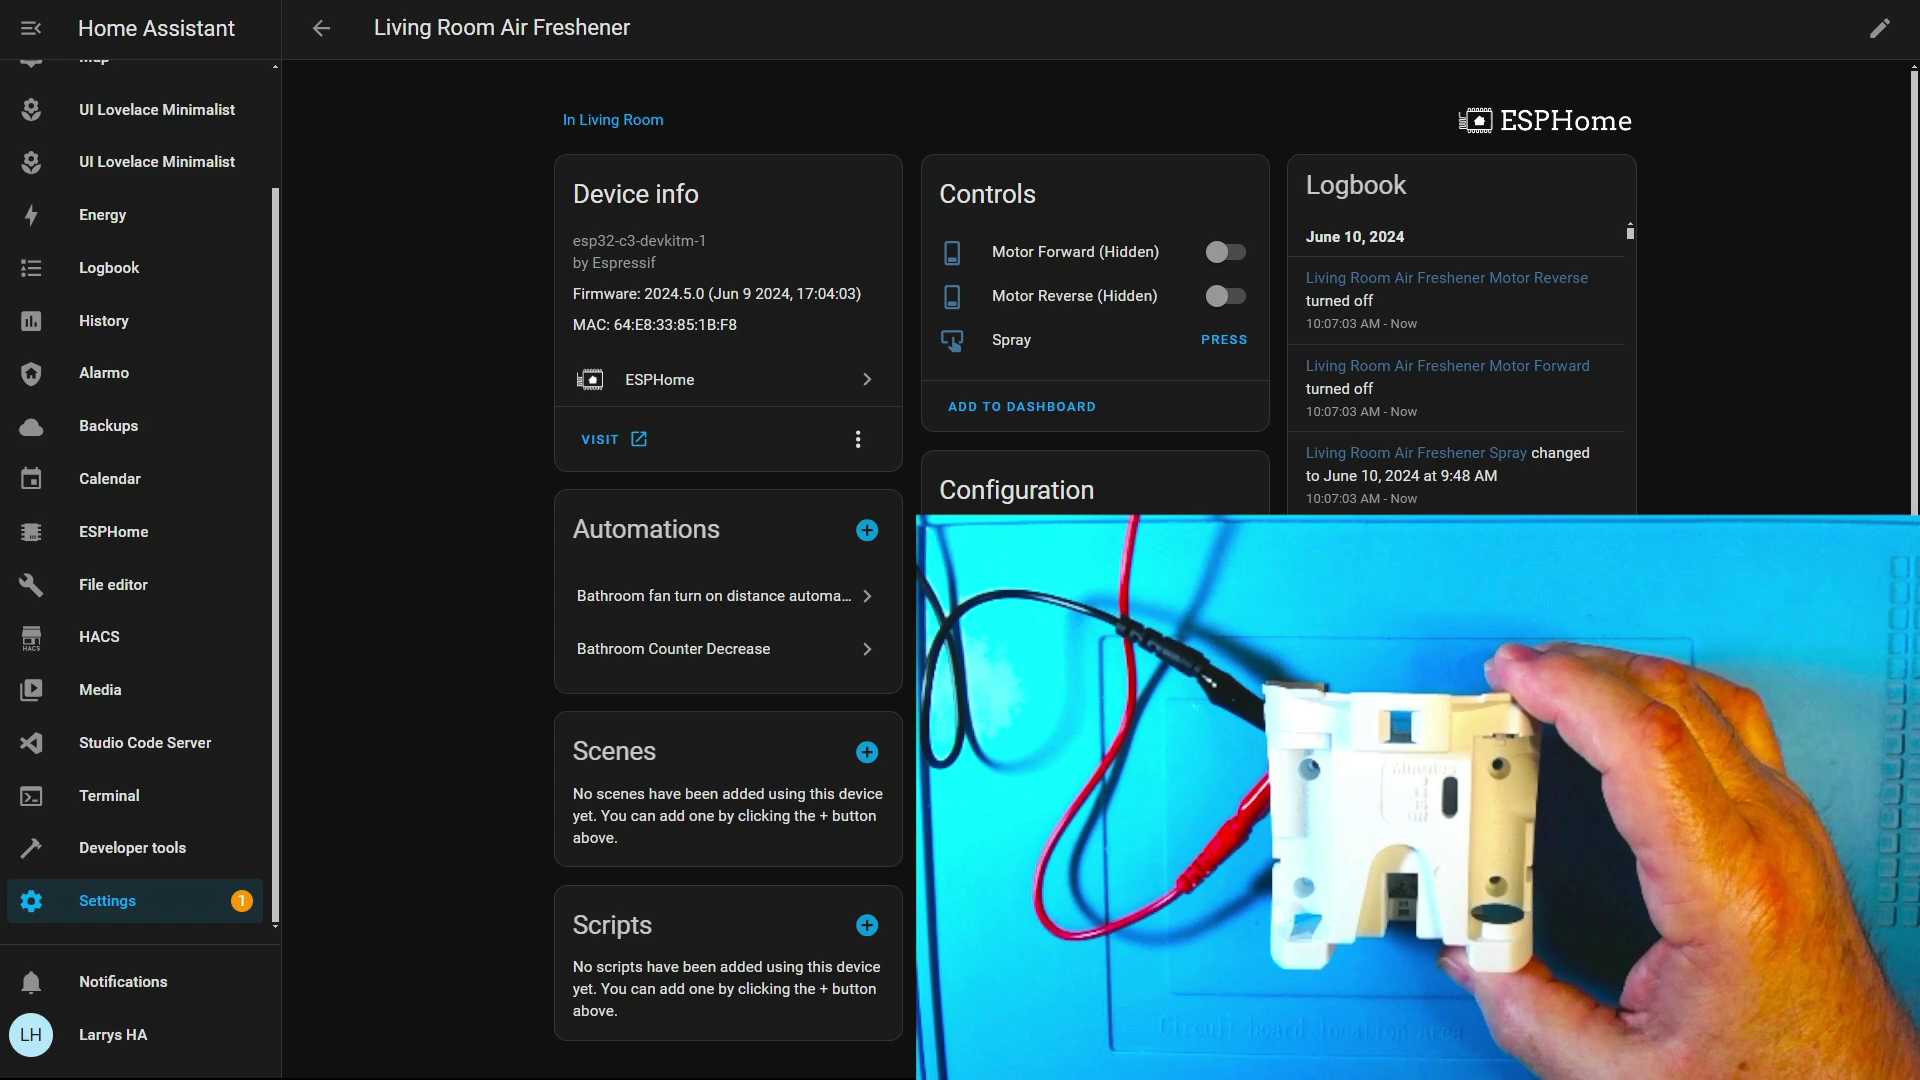 Home Assistant
Living Room Air Freshener
Map
UI Lovelace Minimalist
UI Lovelace Minimalist
Energy
Logbook
History
Alarmo
Backups
Calendar
ESPHome
File editor
HACS
HACS
Media
Studio Code Server
Terminal
Developer tools
Settings
1
Notifications
LH
Larrys HA
In Living Room
ESPHome
Device info
esp32-c3-devkitm-1
by Espressif
Firmware: 2024.5.0 (Jun 9 2024, 17:04:03)
MAC: 64:E8:33:85:1B:F8
ESPHome
VISIT
Automations
Bathroom fan turn on distance automa...
Bathroom Counter Decrease
Scenes
No scenes have been added using this device
yet. You can add one by clicking the + button
above.
Scripts
No scripts have been added using this device
yet. You can add one by clicking the + button
above.
Controls
Motor Forward (Hidden)
Motor Reverse (Hidden)
Spray
PRESS
ADD TO DASHBOARD
Configuration
Logbook
June 10, 2024
Living Room Air Freshener Motor Reverse
turned off
10:07:03 AM - Now
Living Room Air Freshener Motor Forward
turned off
10:07:03 AM - Now
Living Room Air Freshener Spray changed
to June 10, 2024 at 9:48 AM
10:07:03 AM - Now
Circuit board location area